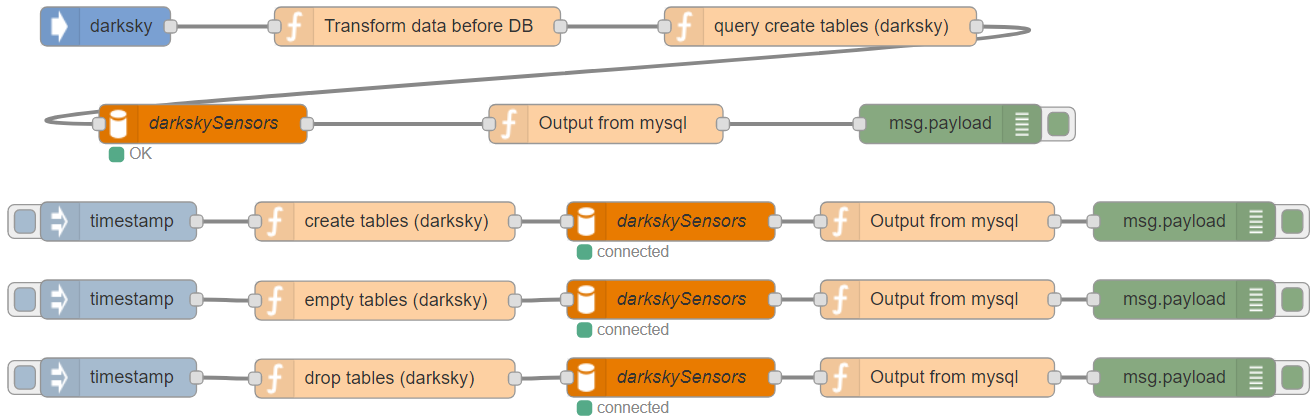 darksky Transform data before DB query create tables (darksky)
darkskySensors Output from mysql msg.payload
OK
timestamp create tables (darksky) darkskySensors Output from mysql msg.payload
connected
timestamp empty tables (darksky) darkskySensors Output from mysql msg.payload
connected
timestamp drop tables (darksky) darkskySensors Output from mysql msg.payload
connected